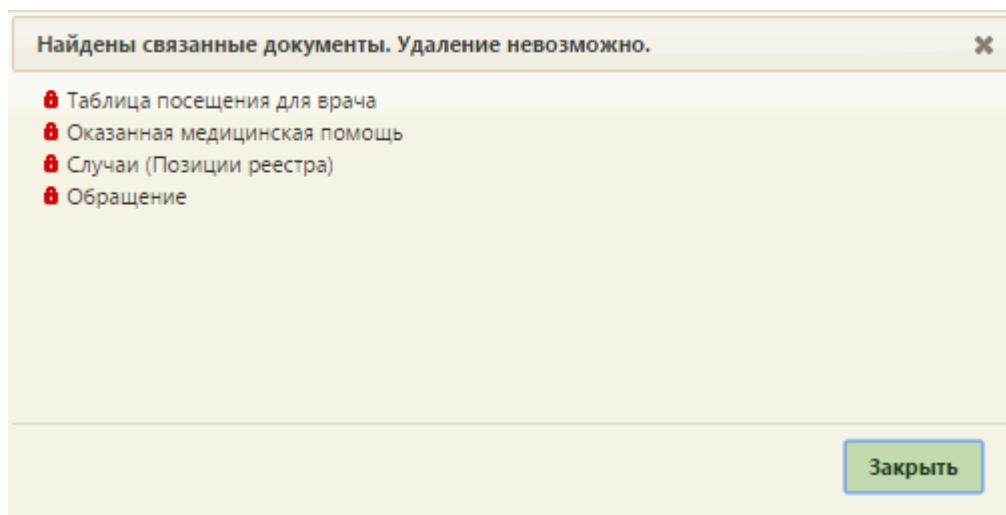 Найдены связанные документы. Удаление невозможно.
Таблица посещения для врача
Оказанная медицинская помощь
Случаи (Позиции реестра)
Обращение
Закрыть